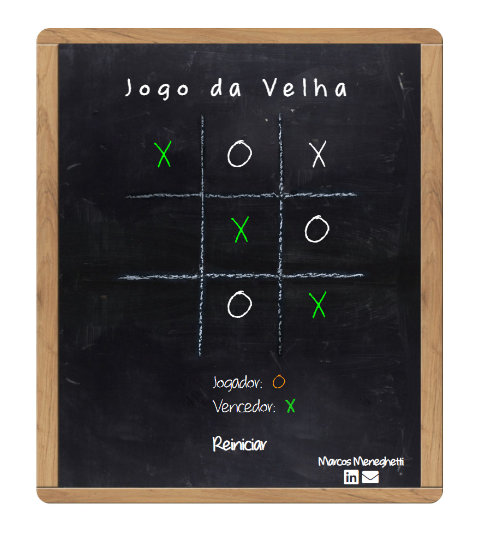 Jogo da Velha
X O X
X O
O X
Jogador: O
Vencedor: X
Reiniciar
Marcos Meneghetti
in